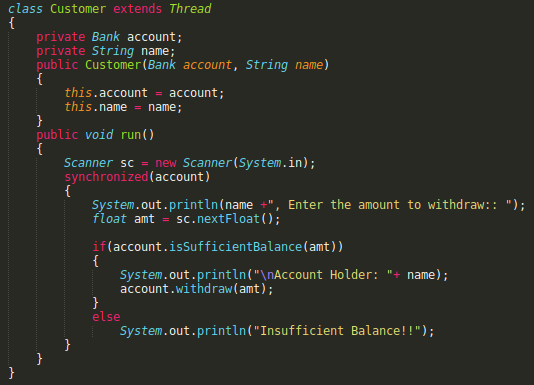 class Customer extends Thread
{
    private Bank account;
    private String name;
    public Customer(Bank account, String name)
    {
        this.account = account;
        this.name = name;
    }
    public void run()
    {
        Scanner sc = new Scanner(System.in);
        synchronized(account)
        {
            System.out.println(name +", Enter the amount to withdraw:: ");
            float amt = sc.nextFloat();

            if(account.isSufficientBalance(amt))
            {
                System.out.println("\nAccount Holder: "+ name);
                account.withdraw(amt);
            }
            else
                System.out.println("Insufficient Balance!!");
        }
    }
}